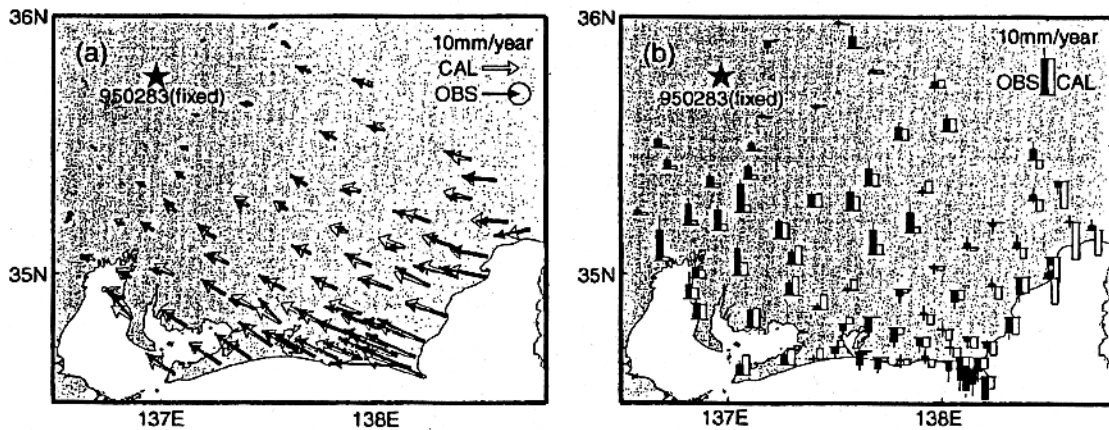 36N
(a)
10mm/year
CAL
OBS
950283(fixed)
35N
137E
138E
36N
(b)
10mm/year
OBS CAL
950283(fixed)
35N
137E
138E